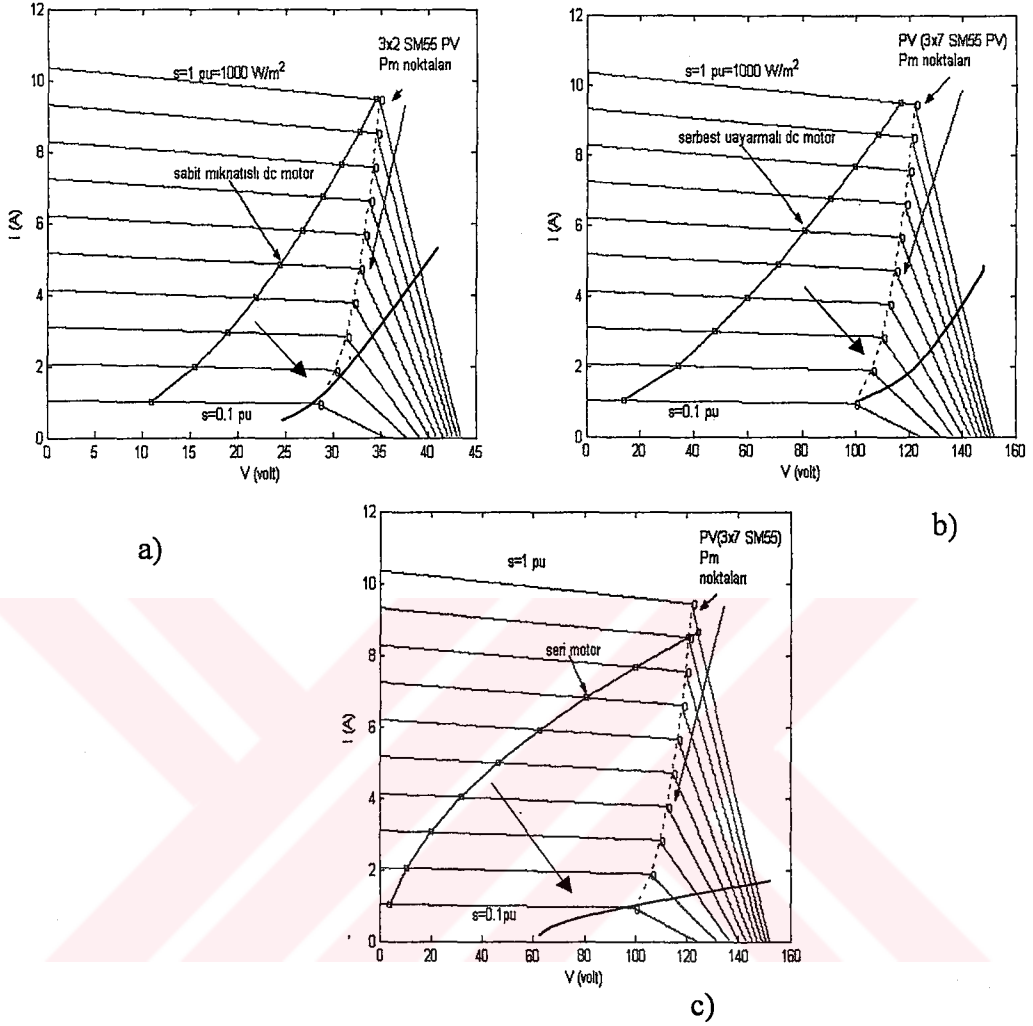 12
10
8
6
4
2
0
I (A)
0 5 10 15 20 25 30 35 40 45
V (volt)
s=1 pu=1000 W/m²
3x2 SM55 PV
Pm noktaları
sabit mıknatıslı dc motor
s=0.1 pu
a)
12
10
8
6
4
2
0
I (A)
0 20 40 60 80 100 120 140 160
V (volt)
s=1 pu=1000 W/m²
PV (3x7 SM55 PV)
Pm noktaları
serbest uayarmalı dc motor
s=0.1 pu
b)
12
10
8
6
4
2
0
I (A)
0 20 40 60 80 100 120 140 160
V (volt)
s=1 pu
PV(3x7 SM55)
Pm
noktaları
seri motor
s=0.1pu
c)